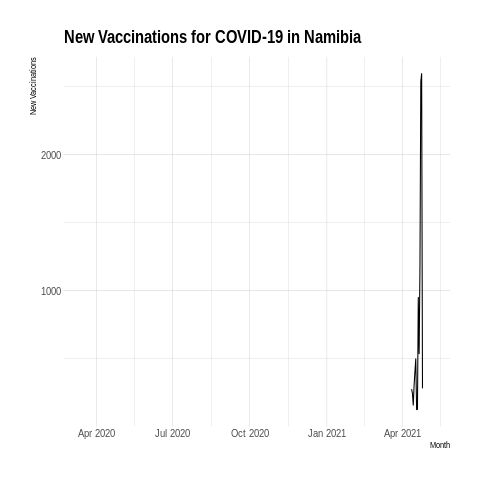 New Vaccinations for COVID-19 in Namibia
New Vaccinations
2000
1000
Apr 2020
Jul 2020
Oct 2020
Jan 2021
Apr 2021
Month